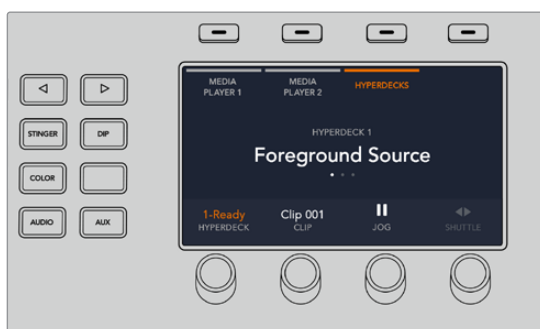 MEDIA
PLAYER 1
MEDIA
PLAYER 2
HYPERDECKS
STINGER
DIP
HYPERDECK 1
Foreground Source
COLOR
AUDIO
AUX
1-Ready
HYPERDECK
Clip 001
CLIP
JOG
SHUTTLE